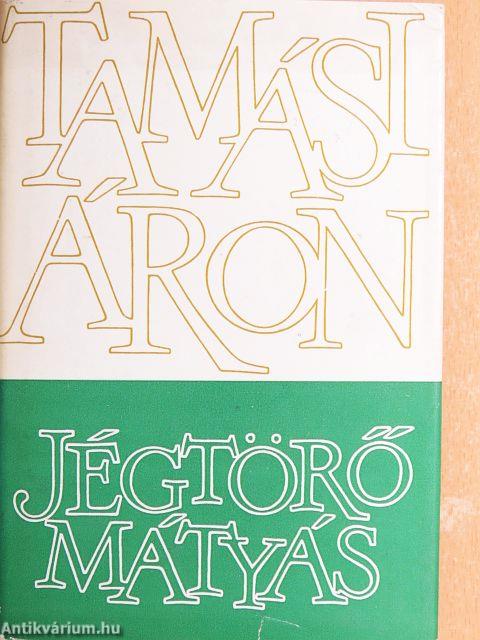 TAMÁSI
ÁRON
JÉGTÖRŐ
MÁTYÁS
Antikvárium.hu